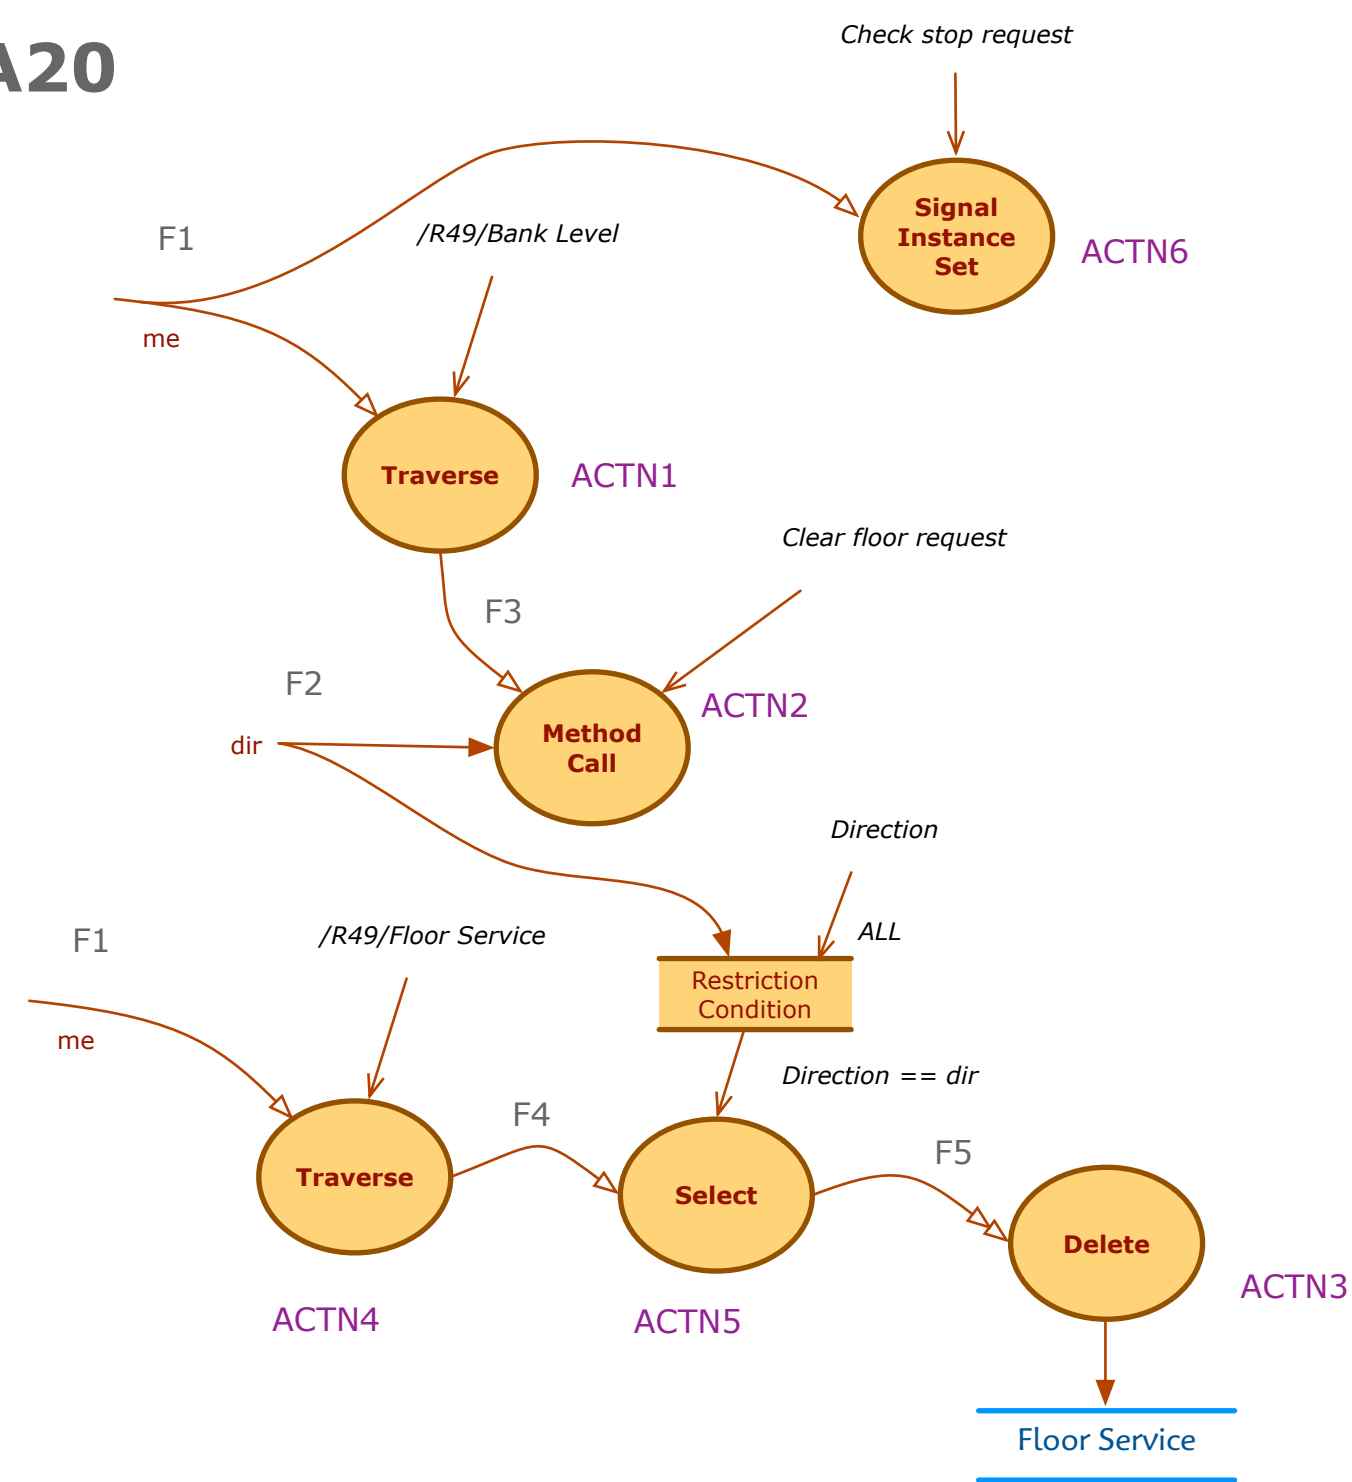 Check stop request
A20
Signal
Instance
Set
F1
/R49/Bank Level
ACTN6
me
Traverse
ACTN1
Clear floor request
F3
F2
ACTN2
dir
Method
Call
Direction
F1
/R49/Floor Service
ALL
Restriction
Condition
me
Direction == dir
F4
F5
Traverse
Select
Delete
ACTN3
ACTN4
ACTN5
Floor Service